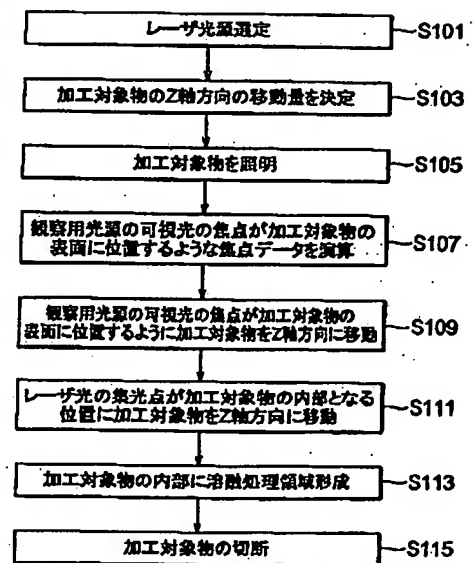 レーザ光源選定
S101
加工対象物のZ軸方向の移動量を決定
S103
加工対象物を照明
S105
観察用光源の可視光の焦点が加工対象物の
表面に位置するような焦点データを演算
S107
観察用光源の可視光の焦点が加工対象物の
表面に位置するように加工対象物をZ軸方向に移動
S109
レーザ光の集光点が加工対象物の内部となる
位置に加工対象物をZ軸方向に移動
S111
加工対象物の内部に溶融処理領域形成
S113
加工対象物の切断
S115